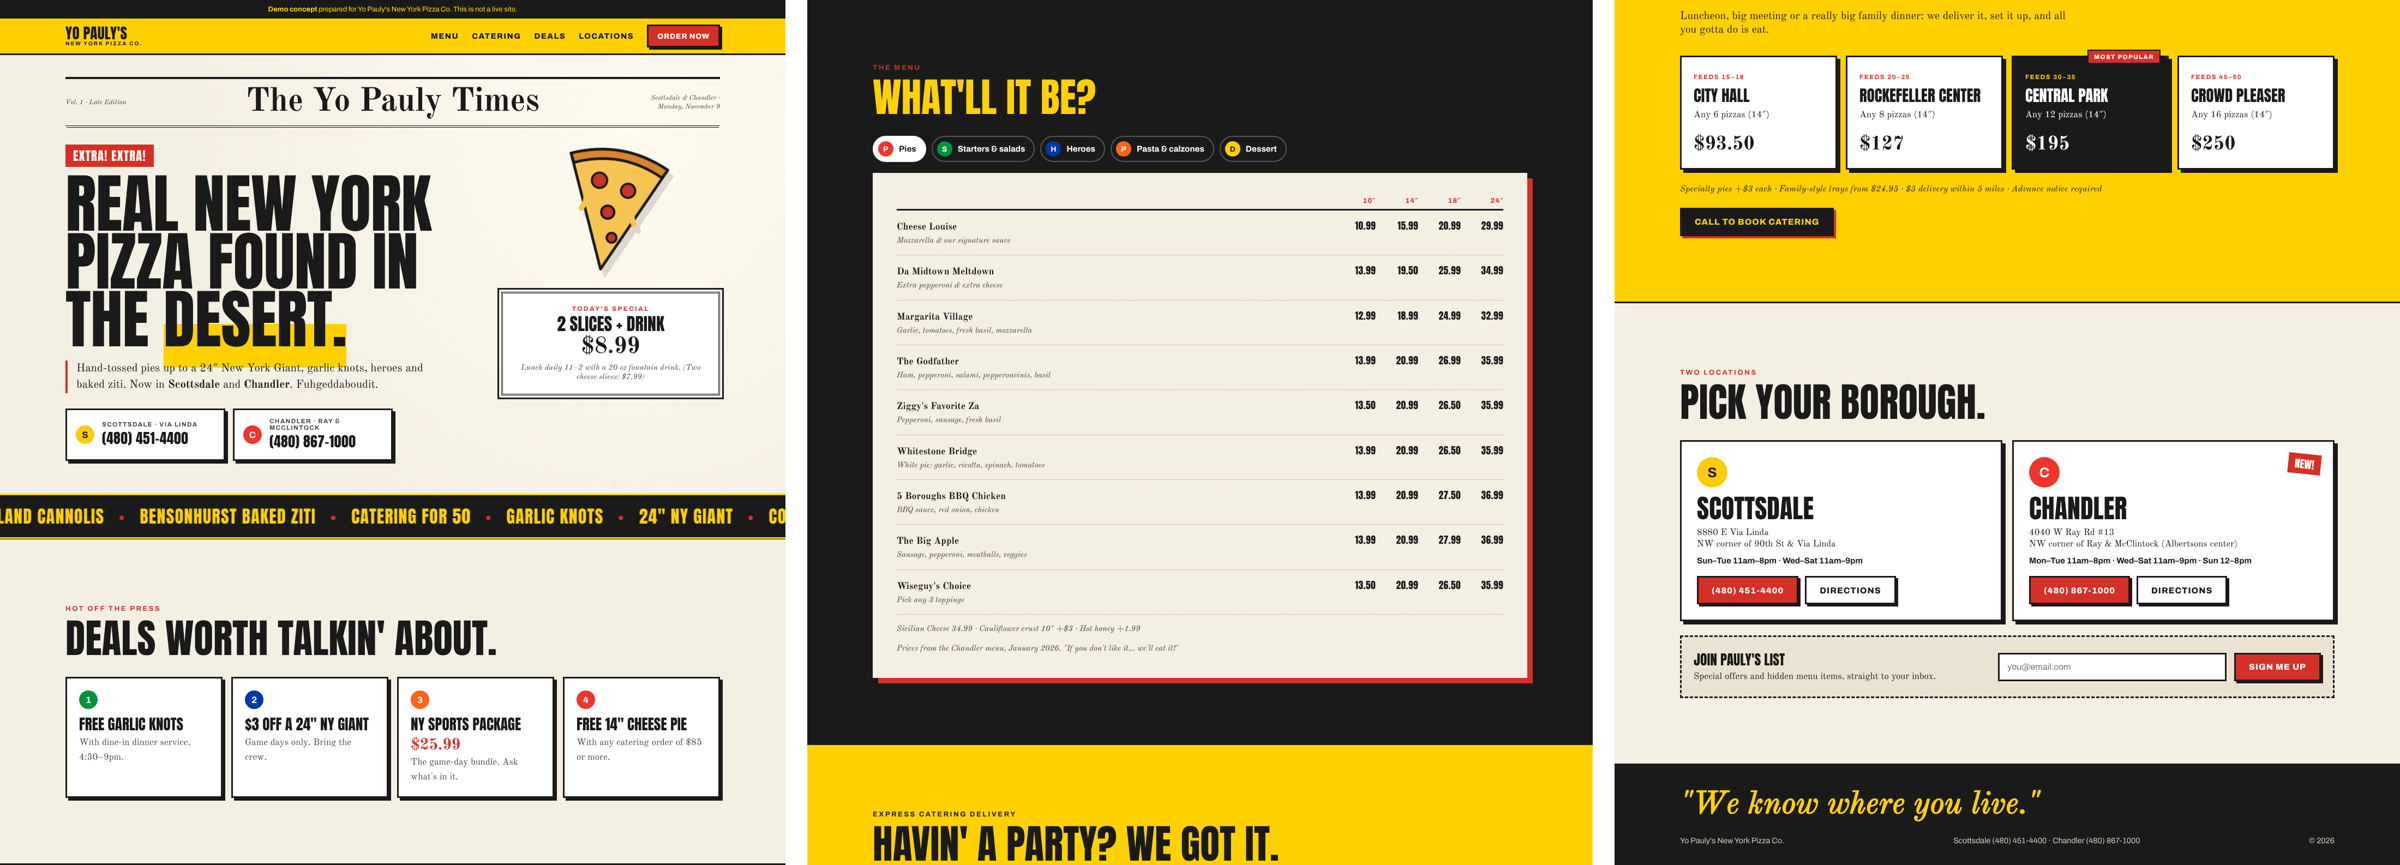 Demo concept prepared for Yo Pauly's New York Pizza Co. This is not a live site.
YO PAULY'S
NEW YORK PIZZA CO.
MENU
CATERING
DEALS
LOCATIONS
ORDER NOW
Vol. 1 · Late Edition
The Yo Pauly Times
Scottsdale & Chandler ·
Monday, November 9
EXTRA! EXTRA!
REAL NEW YORK
PIZZA FOUND IN
THE DESERT.
Hand-tossed pies up to a 24" New York Giant, garlic knots, heroes and
baked ziti. Now in Scottsdale and Chandler. Fuhgeddaboudit.
S
SCOTTSDALE · VIA LINDA
(480) 451-4400
C
CHANDLER · RAY &
MCCLINTOCK
(480) 867-1000
TODAY'S SPECIAL
2 SLICES + DRINK
$8.99
Lunch daily 11–2 with a 20 oz fountain drink. (Two
cheese slices: $7.99)
LAND CANNOLIS • BENSONHURST BAKED ZITI • CATERING FOR 50 • GARLIC KNOTS • 24" NY GIANT • CO
HOT OFF THE PRESS
DEALS WORTH TALKIN' ABOUT.
1
FREE GARLIC KNOTS
With dine-in dinner service,
4:30–9pm.
2
$3 OFF A 24" NY GIANT
Game days only. Bring the
crew.
3
NY SPORTS PACKAGE
$25.99
The game-day bundle. Ask
what's in it.
4
FREE 14" CHEESE PIE
With any catering order of $85
or more.
THE MENU
WHAT'LL IT BE?
P Pies
S Starters & salads
H Heroes
P Pasta & calzones
D Dessert
10" 14" 18" 24"
Cheese Louise 10.99 15.99 20.99 29.99
Mozzarella & our signature sauce
Da Midtown Meltdown 13.99 19.50 25.99 34.99
Extra pepperoni & extra cheese
Margarita Village 12.99 18.99 24.99 32.99
Garlic, tomatoes, fresh basil, mozzarella
The Godfather 13.99 20.99 26.99 35.99
Ham, pepperoni, salami, pepperoncinis, basil
Ziggy's Favorite Za 13.50 20.99 26.50 35.99
Pepperoni, sausage, fresh basil
Whitestone Bridge 13.99 20.99 26.50 35.99
White pie: garlic, ricotta, spinach, tomatoes
5 Boroughs BBQ Chicken 13.99 20.99 27.50 36.99
BBQ sauce, red onion, chicken
The Big Apple 13.99 20.99 27.99 36.99
Sausage, pepperoni, meatballs, veggies
Wiseguy's Choice 13.50 20.99 26.50 35.99
Pick any 3 toppings
Sicilian Cheese 34.99 · Cauliflower crust 10" +$3 · Hot honey +1.99
Prices from the Chandler menu, January 2026. "If you don't like it... we'll eat it!"
EXPRESS CATERING DELIVERY
HAVIN' A PARTY? WE GOT IT.
Luncheon, big meeting or a really big family dinner: we deliver it, set it up, and all
you gotta do is eat.
FEEDS 15–18
CITY HALL
Any 6 pizzas (14")
$93.50
FEEDS 20–25
ROCKEFELLER CENTER
Any 8 pizzas (14")
$127
MOST POPULAR
FEEDS 30–35
CENTRAL PARK
Any 12 pizzas (14")
$195
FEEDS 45–50
CROWD PLEASER
Any 16 pizzas (14")
$250
Specialty pies +$3 each · Family-style trays from $24.95 · $5 delivery within 5 miles · Advance notice required
CALL TO BOOK CATERING
TWO LOCATIONS
PICK YOUR BOROUGH.
S
SCOTTSDALE
8880 E Via Linda
NW corner of 90th St & Via Linda
Sun–Tue 11am–8pm · Wed–Sat 11am–9pm
(480) 451-4400
DIRECTIONS
C
NEW!
CHANDLER
4040 W Ray Rd #13
NW corner of Ray & McClintock (Albertsons center)
Mon–Tue 11am–8pm · Wed–Sat 11am–9pm · Sun 12–8pm
(480) 867-1000
DIRECTIONS
JOIN PAULY'S LIST
Special offers and hidden menu items, straight to your inbox.
you@email.com
SIGN ME UP
"We know where you live."
Yo Pauly's New York Pizza Co.
Scottsdale (480) 451-4400 · Chandler (480) 867-1000
© 2026